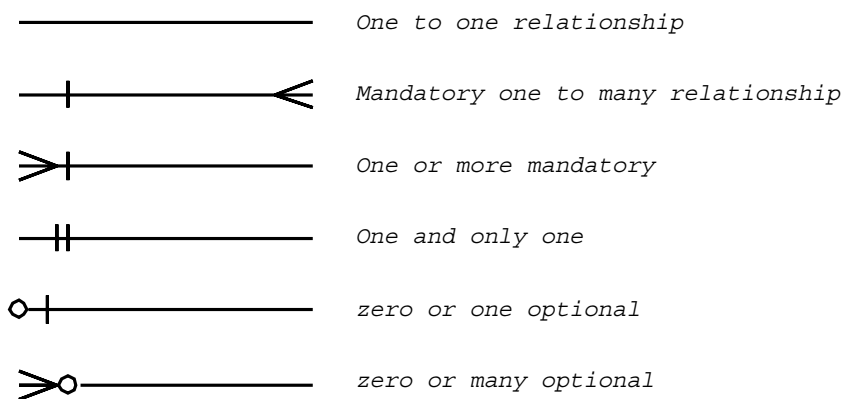 One to one relationship
Mandatory one to many relationship
One or more mandatory
One and only one
zero or one optional
zero or many optional